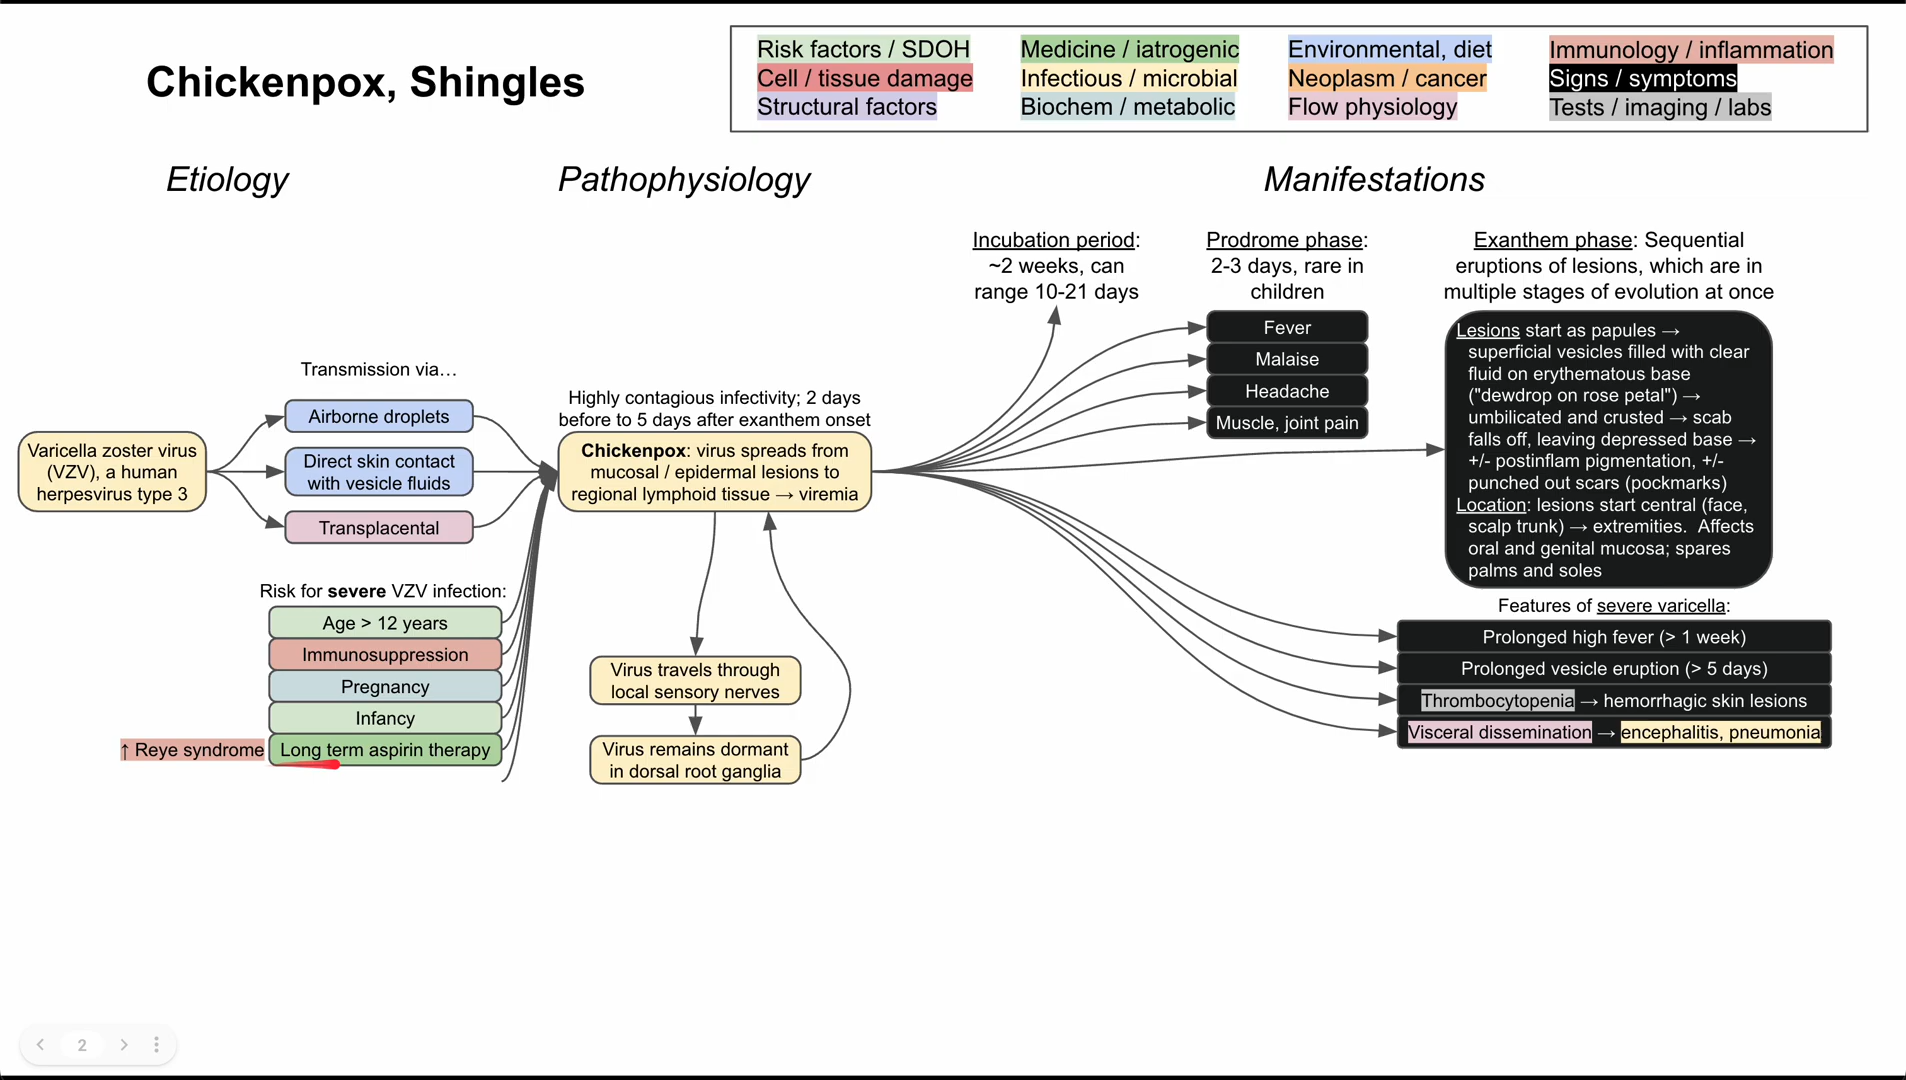 Chickenpox, Shingles
Risk factors / SDOH
Medicine / iatrogenic
Environmental, diet
Immunology / inflammation
Cell / tissue damage
Infectious / microbial
Neoplasm / cancer
Signs / symptoms
Structural factors
Biochem / metabolic
Flow physiology
Tests / imaging / labs
Etiology
Pathophysiology
Manifestations
Varicella zoster virus
(VZV), a human
herpesvirus type 3
Transmission via…
Airborne droplets
Direct skin contact
with vesicle fluids
Transplacental
Risk for severe VZV infection:
Age > 12 years
Immunosuppression
Pregnancy
Infancy
↑ Reye syndrome
Long term aspirin therapy
Highly contagious infectivity; 2 days
before to 5 days after exanthem onset
Chickenpox: virus spreads from
mucosal / epidermal lesions to
regional lymphoid tissue → viremia
Virus travels through
local sensory nerves
Virus remains dormant
in dorsal root ganglia
Incubation period:
~2 weeks, can
range 10-21 days
Prodrome phase:
2-3 days, rare in
children
Fever
Malaise
Headache
Muscle, joint pain
Exanthem phase: Sequential
eruptions of lesions, which are in
multiple stages of evolution at once
Lesions start as papules →
superficial vesicles filled with clear
fluid on erythematous base
("dewdrop on rose petal") →
umbilicated and crusted → scab
falls off, leaving depressed base →
+/- postinflam pigmentation, +/-
punched out scars (pockmarks)
Location: lesions start central (face,
scalp trunk) → extremities. Affects
oral and genital mucosa; spares
palms and soles
Features of severe varicella:
Prolonged high fever (> 1 week)
Prolonged vesicle eruption (> 5 days)
Thrombocytopenia → hemorrhagic skin lesions
Visceral dissemination → encephalitis, pneumonia
2